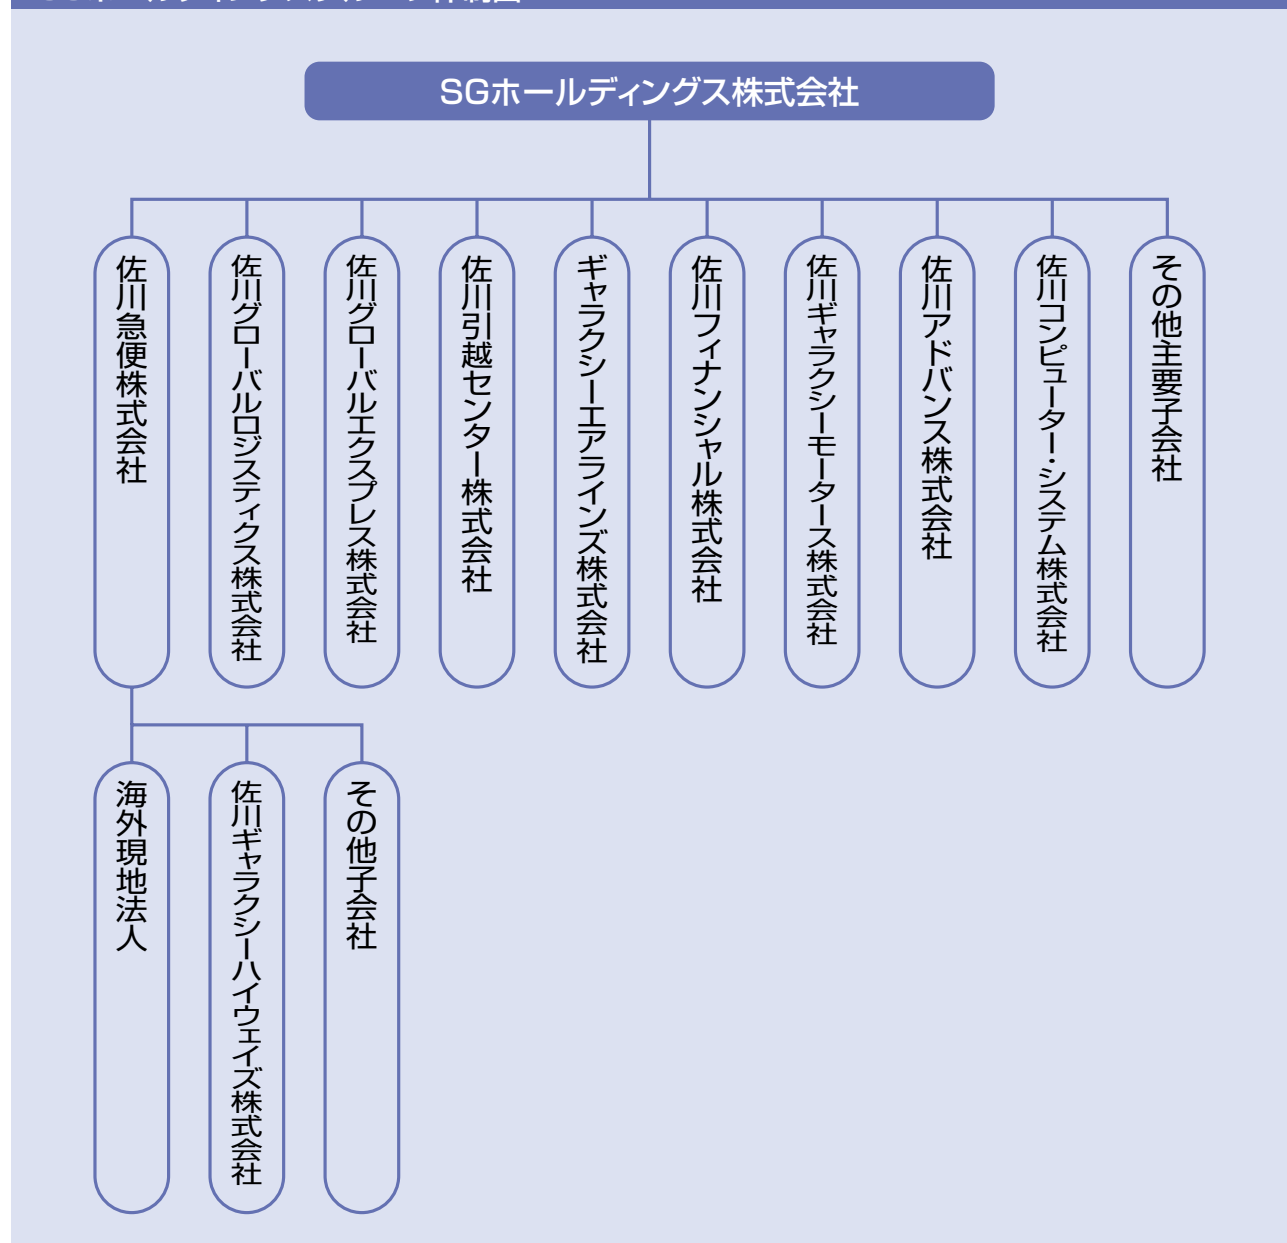 SGホールディングス株式会社
佐川急便株式会社
佐川グローバルロジスティクス株式会社
佐川グローバルエクスプレス株式会社
佐川引越センター株式会社
ギャラクシーエアラインズ株式会社
佐川フィナンシャル株式会社
佐川ギャラクシーモータース株式会社
佐川アドバンス株式会社
佐川コンピューター・システム株式会社
その他主要子会社
海外現地法人
佐川ギャラクシーハイウェイズ株式会社
その他子会社